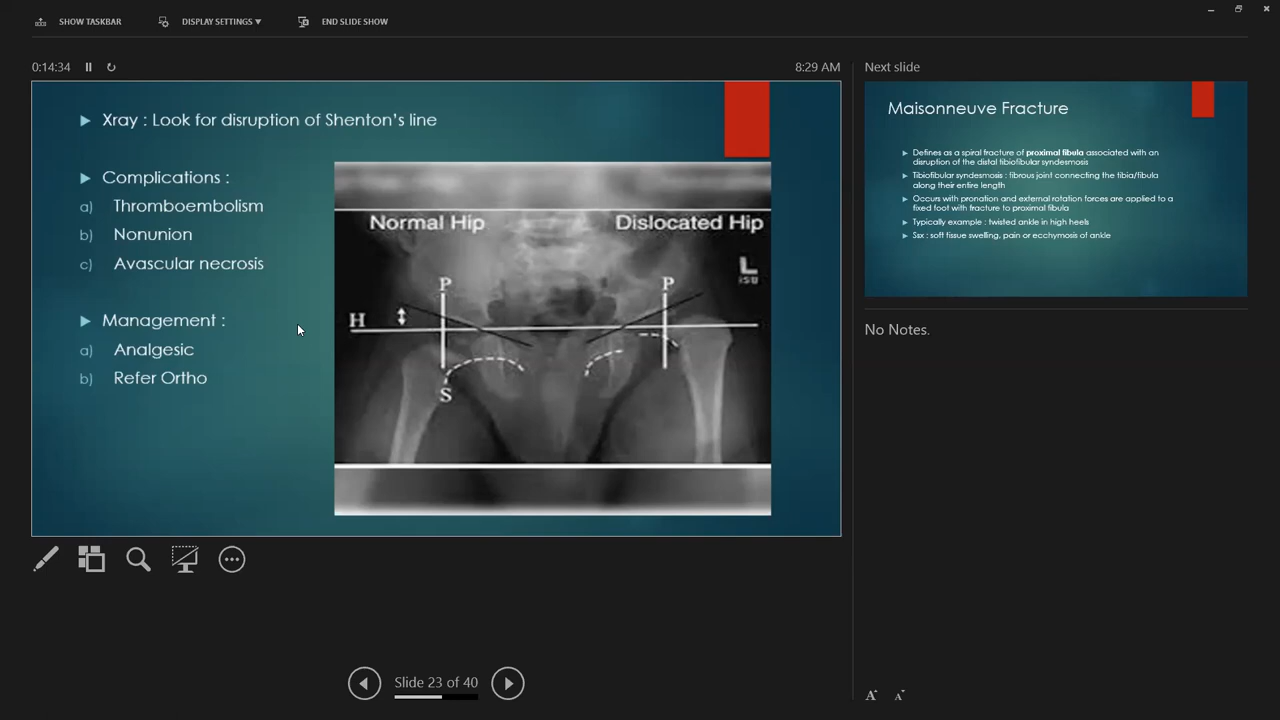 SHOW TASKBAR
DISPLAY SETTINGS ▼
END SLIDE SHOW
0:14:34
8:29 AM
Xray : Look for disruption of Shenton's line
Complications :
a) Thromboembolism
b) Nonunion
c) Avascular necrosis
Management :
a) Analgesic
b) Refer Ortho
Normal Hip
Dislocated Hip
L
ISU
P
P
H
S
Next slide
Maisonneuve Fracture
Defines as a spiral fracture of proximal fibula associated with an
disruption of the distal tibiofibular syndesmosis
Tibiofibular syndesmosis : fibrous joint connecting the tibia/fibula
along their entire length
Occurs with pronation and external rotation forces are applied to a
fixed foot with fracture to proximal fibula
Typically example : twisted ankle in high heels
Ssx : soft tissue swelling, pain or ecchymosis of ankle
No Notes.
Slide 23 of 40
A A